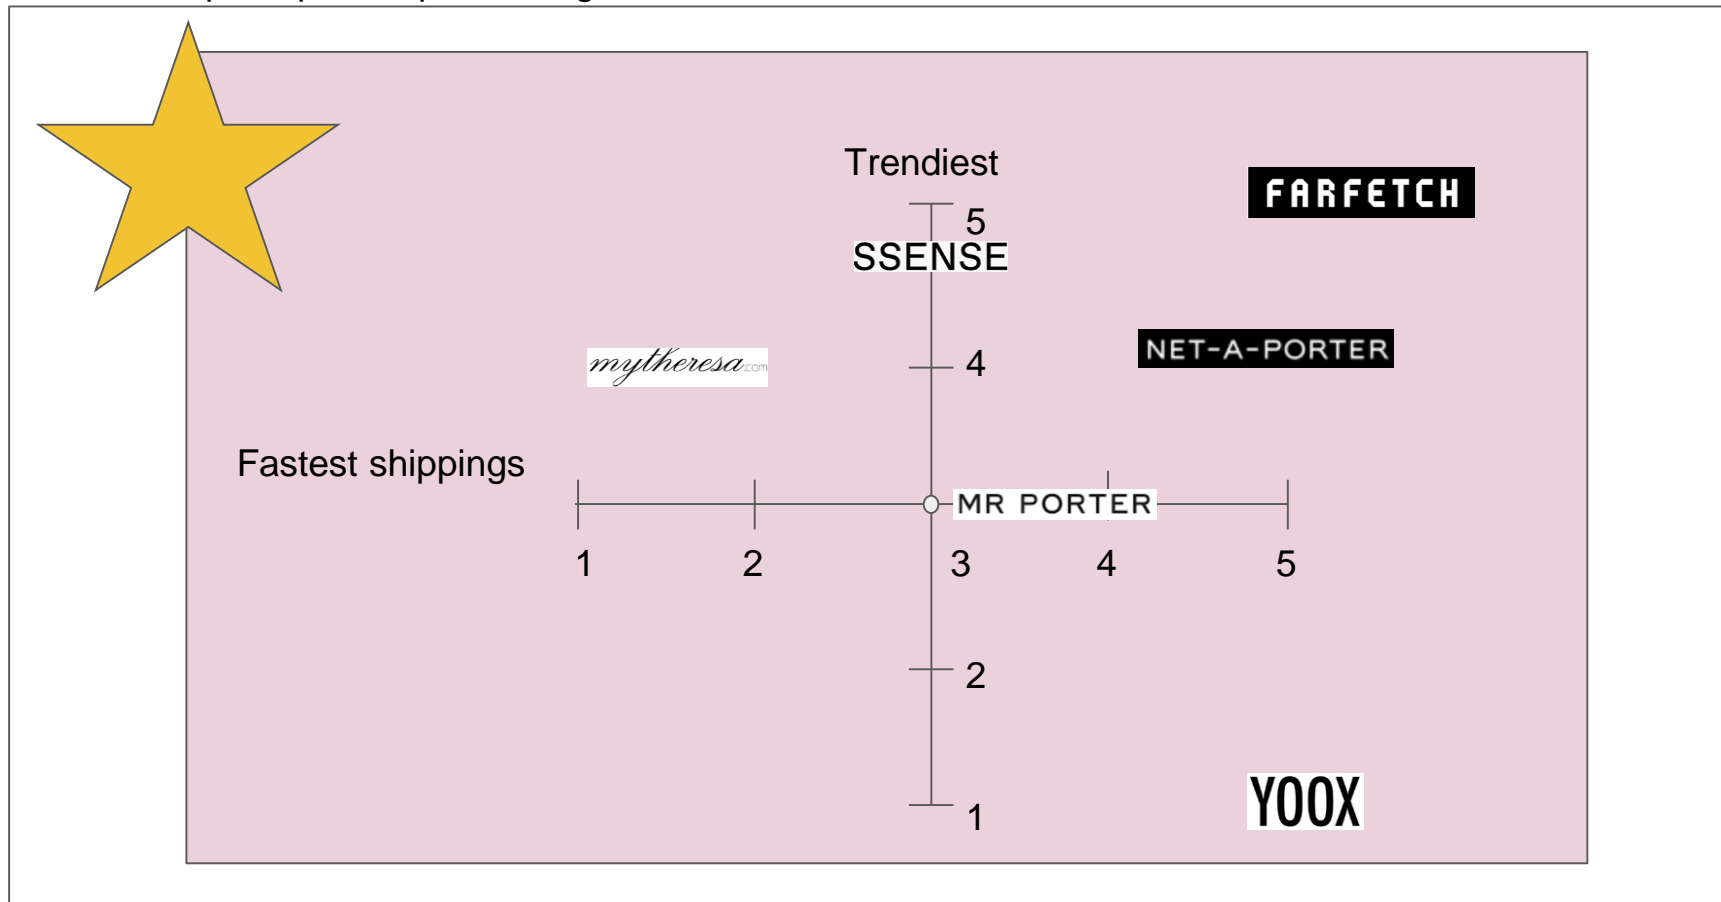 Trendiest
FARFETCH
5
SSENSE
NET-A-PORTER
mytheresa.com
4
Fastest shippings
MR PORTER
1 2 3 4 5
2
YOOX
1